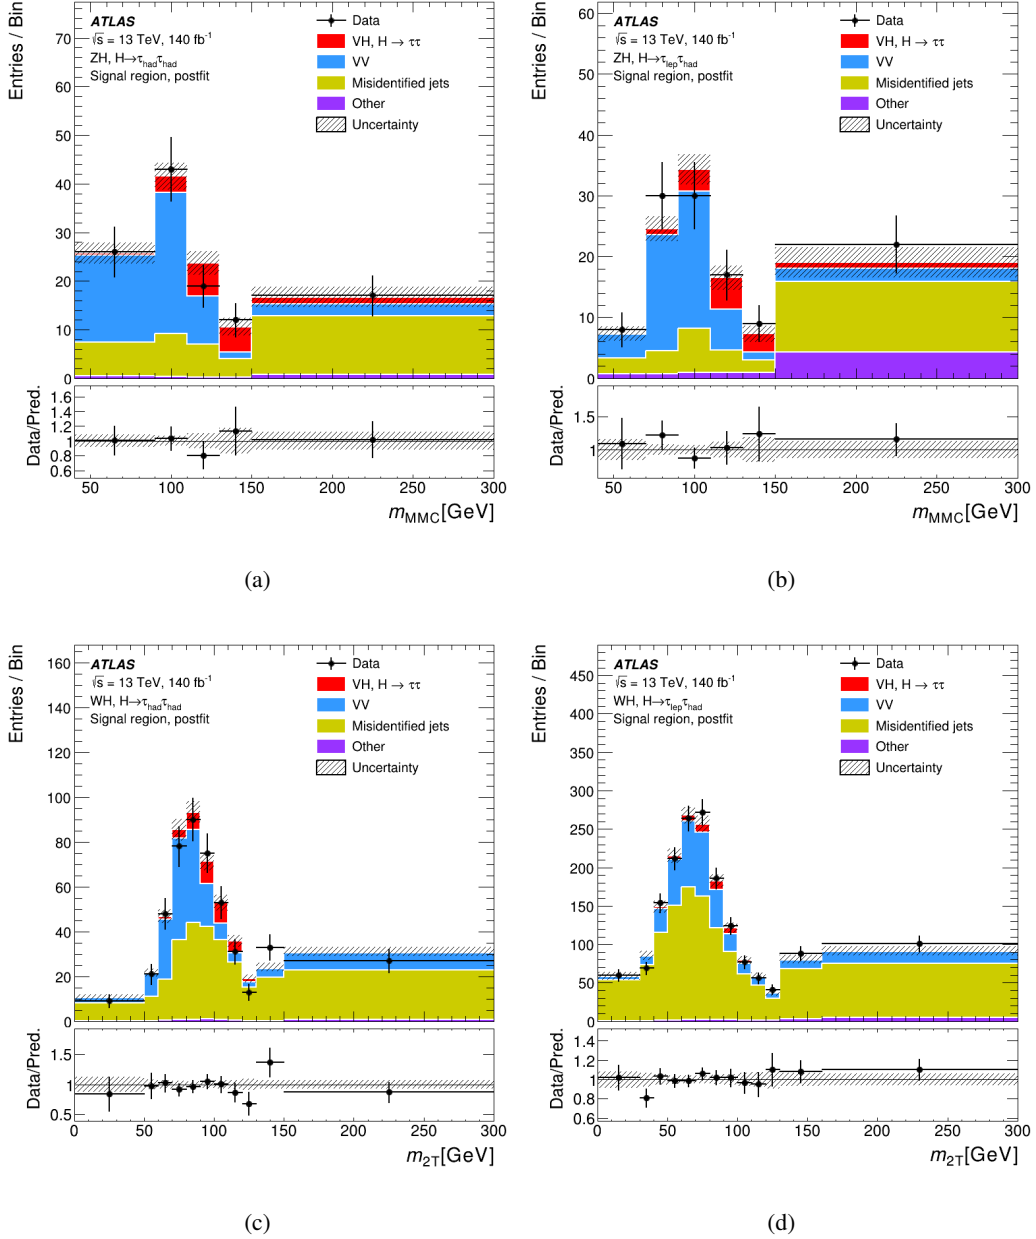 Entries / Bin
70
60
50
40
30
20
10
0
ATLAS
√s = 13 TeV, 140 fb⁻¹
ZH, H→τhadτhad
Signal region, postfit
Data
VH, H → ττ
VV
Misidentified jets
Other
Uncertainty
Data/Pred.
1.6
1.4
1.2
1
0.8
0.6
50 100 150 200 250 300
mMMC[GeV]
(a)
Entries / Bin
60
50
40
30
20
10
0
ATLAS
√s = 13 TeV, 140 fb⁻¹
ZH, H→τlepτhad
Signal region, postfit
Data
VH, H → ττ
VV
Misidentified jets
Other
Uncertainty
Data/Pred.
1.5
1
50 100 150 200 250 300
mMMC[GeV]
(b)
Entries / Bin
160
140
120
100
80
60
40
20
0
ATLAS
√s = 13 TeV, 140 fb⁻¹
WH, H→τhadτhad
Signal region, postfit
Data
VH, H → ττ
VV
Misidentified jets
Other
Uncertainty
Data/Pred.
1.5
1
0.5
0 50 100 150 200 250 300
m2T[GeV]
(c)
Entries / Bin
450
400
350
300
250
200
150
100
50
0
ATLAS
√s = 13 TeV, 140 fb⁻¹
WH, H→τlepτhad
Signal region, postfit
Data
VH, H → ττ
VV
Misidentified jets
Other
Uncertainty
Data/Pred.
1.4
1.2
1
0.8
0.6
0 50 100 150 200 250 300
m2T[GeV]
(d)